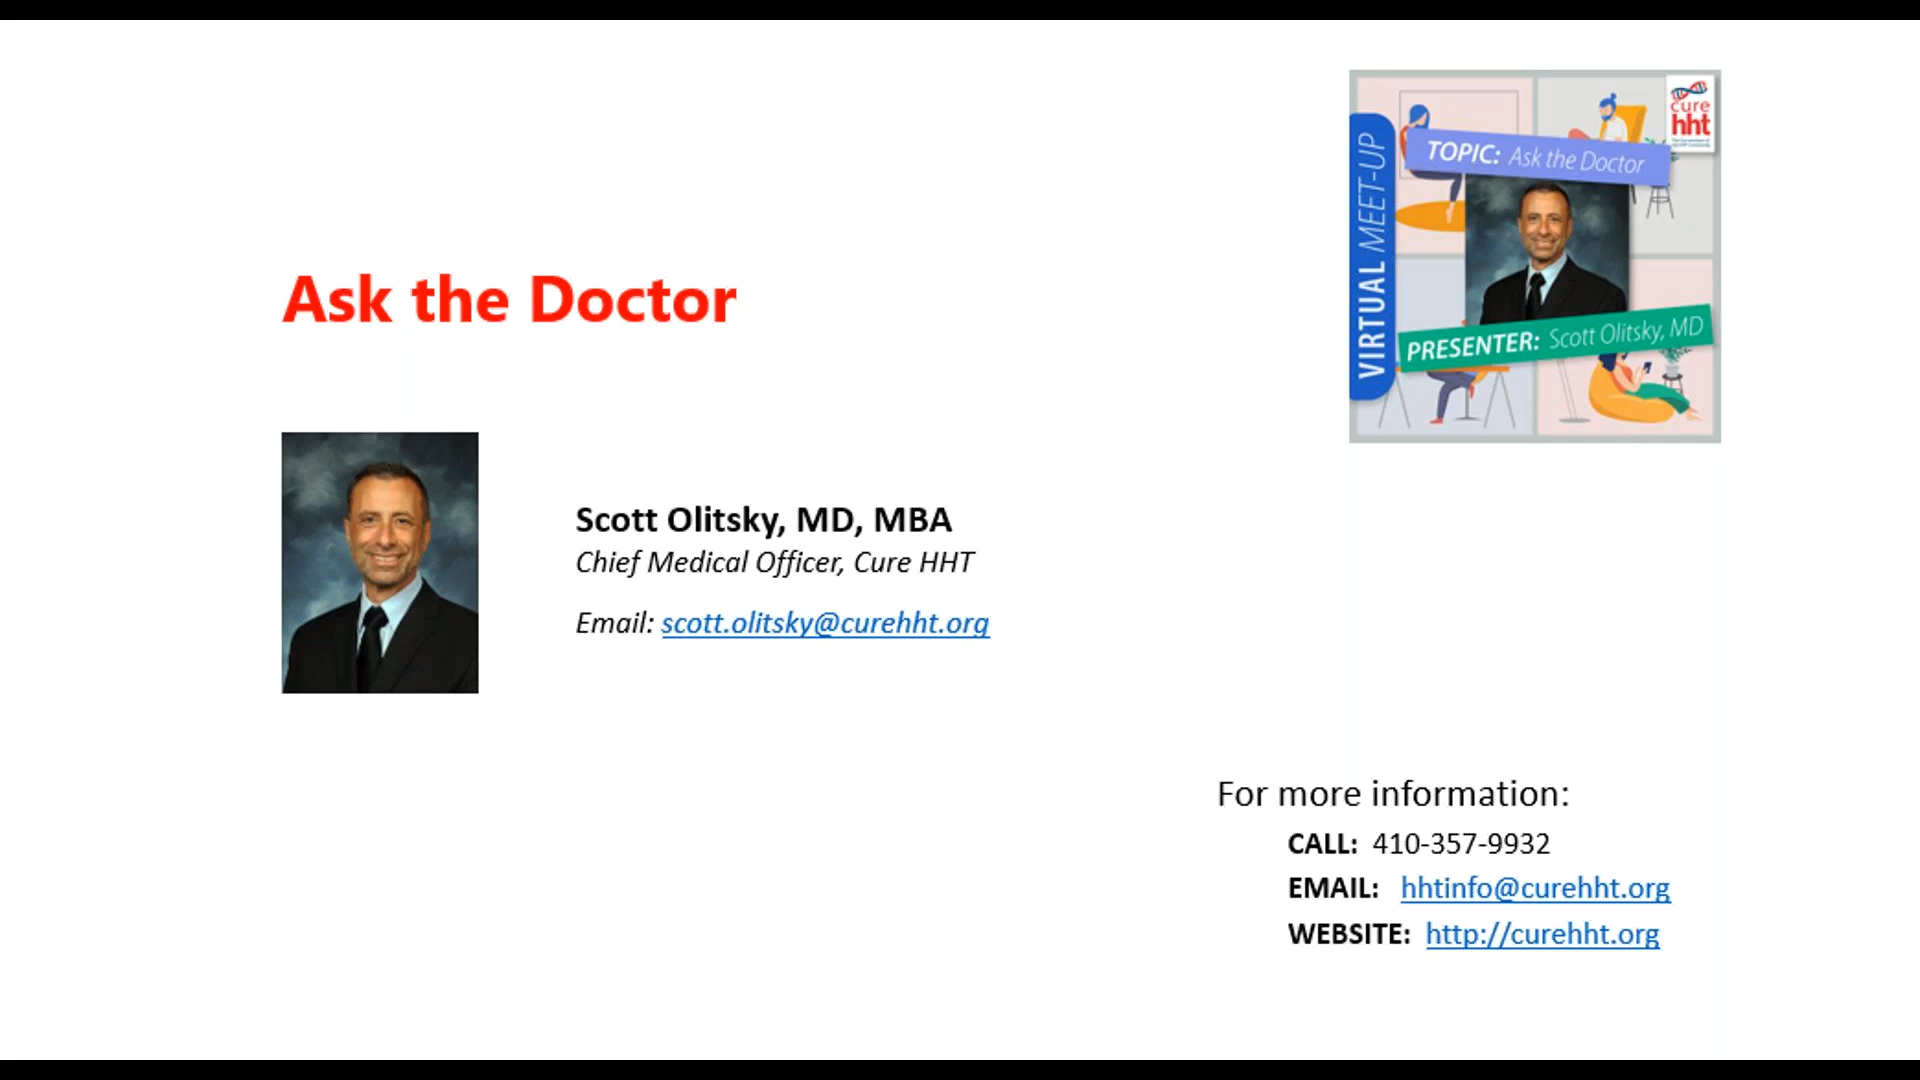 cure
hht
TOPIC: Ask the Doctor
VIRTUAL MEET-UP
PRESENTER: Scott Olitsky, MD
Ask the Doctor
Scott Olitsky, MD, MBA
Chief Medical Officer, Cure HHT
Email: scott.olitsky@curehht.org
For more information:
CALL: 410-357-9932
EMAIL: hhtinfo@curehht.org
WEBSITE: http://curehht.org